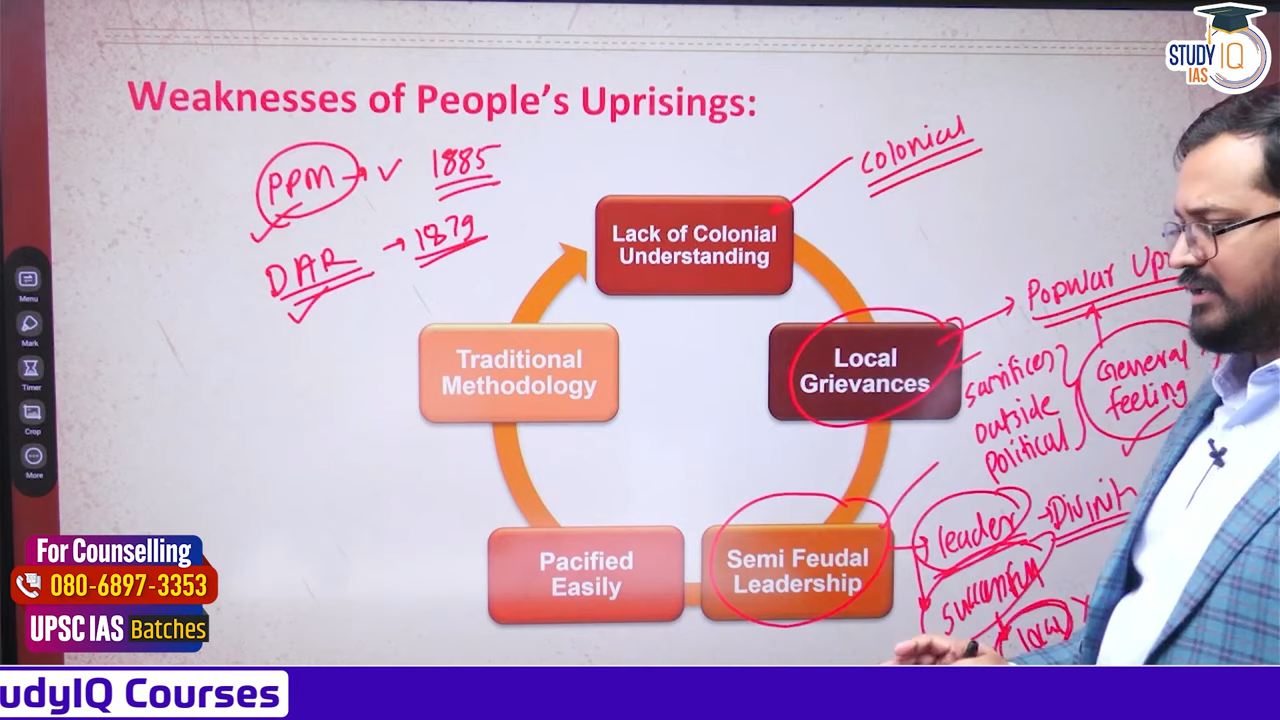 STUDY IQ
IAS
Weaknesses of People's Uprisings:
PPM → ✓ 1885
DAR → 1879
colonial
Lack of Colonial
Understanding
Popular
Local
Grievances
sacrifices
outside
political
General
feeling
Traditional
Methodology
Semi Feudal
Leadership
leader →
successful
local
Pacified
Easily
Menu
Mark
Timer
Crop
More
For Counselling
080-6897-3353
UPSC IAS Batches
udyIQ Courses